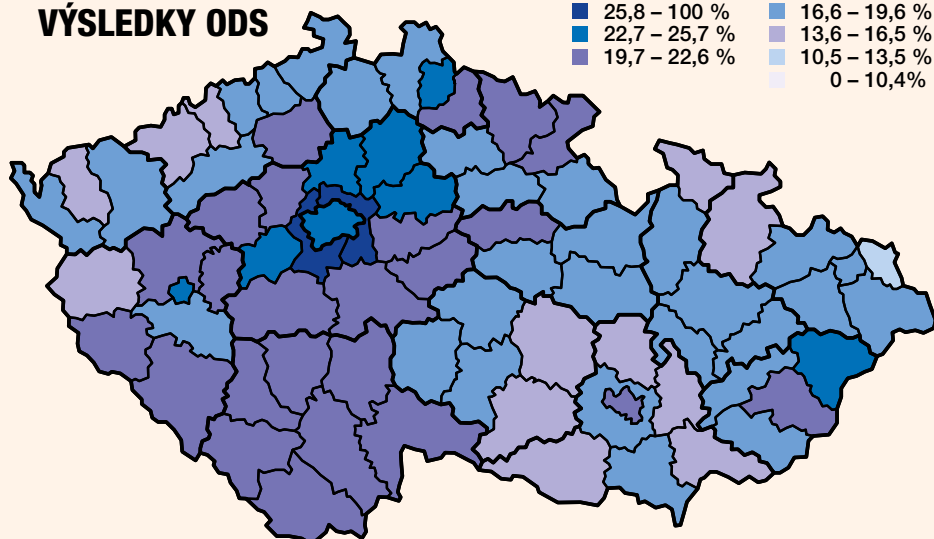 VÝSLEDKY ODS
25,8 – 100 %
22,7 – 25,7 %
19,7 – 22,6 %
16,6 – 19,6 %
13,6 – 16,5 %
10,5 – 13,5 %
0 – 10,4%